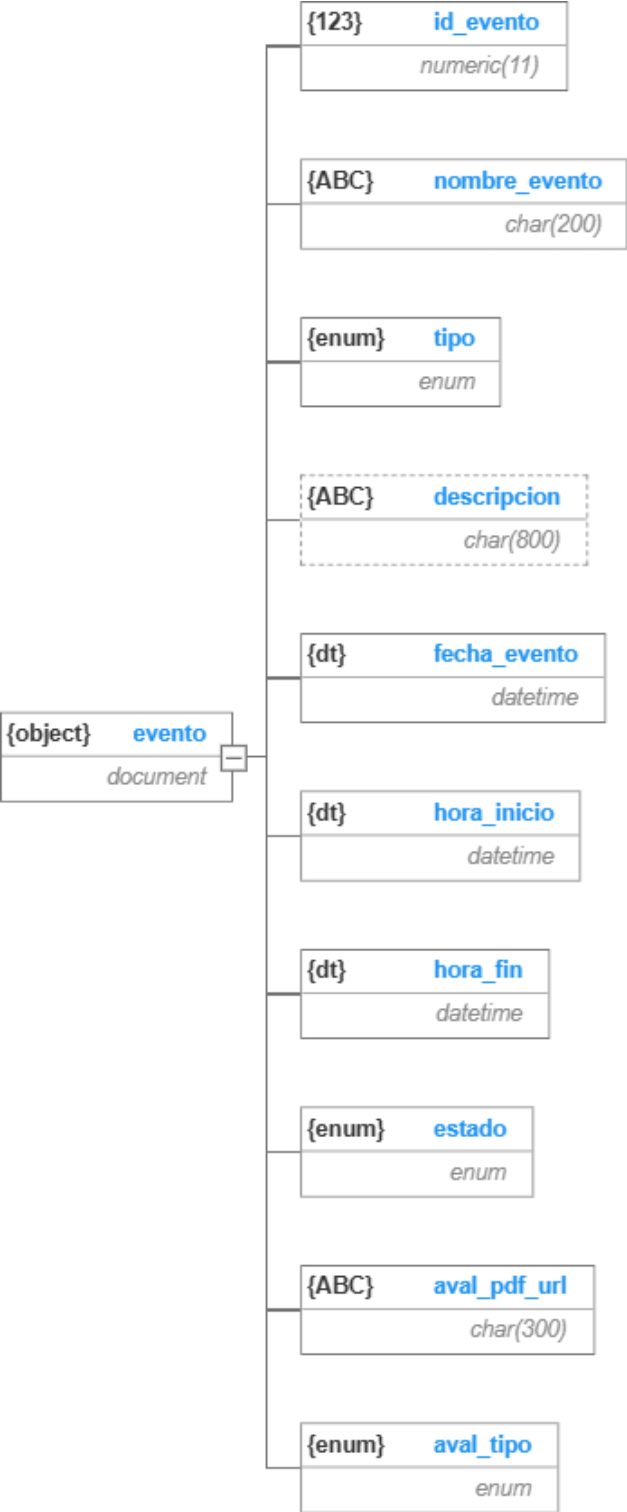 {123} id_evento
numeric(11)
{ABC} nombre_evento
char(200)
{enum} tipo
enum
{ABC} descripcion
char(800)
{dt} fecha_evento
datetime
{object} evento
document
{dt} hora_inicio
datetime
{dt} hora_fin
datetime
{enum} estado
enum
{ABC} aval_pdf_url
char(300)
{enum} aval_tipo
enum